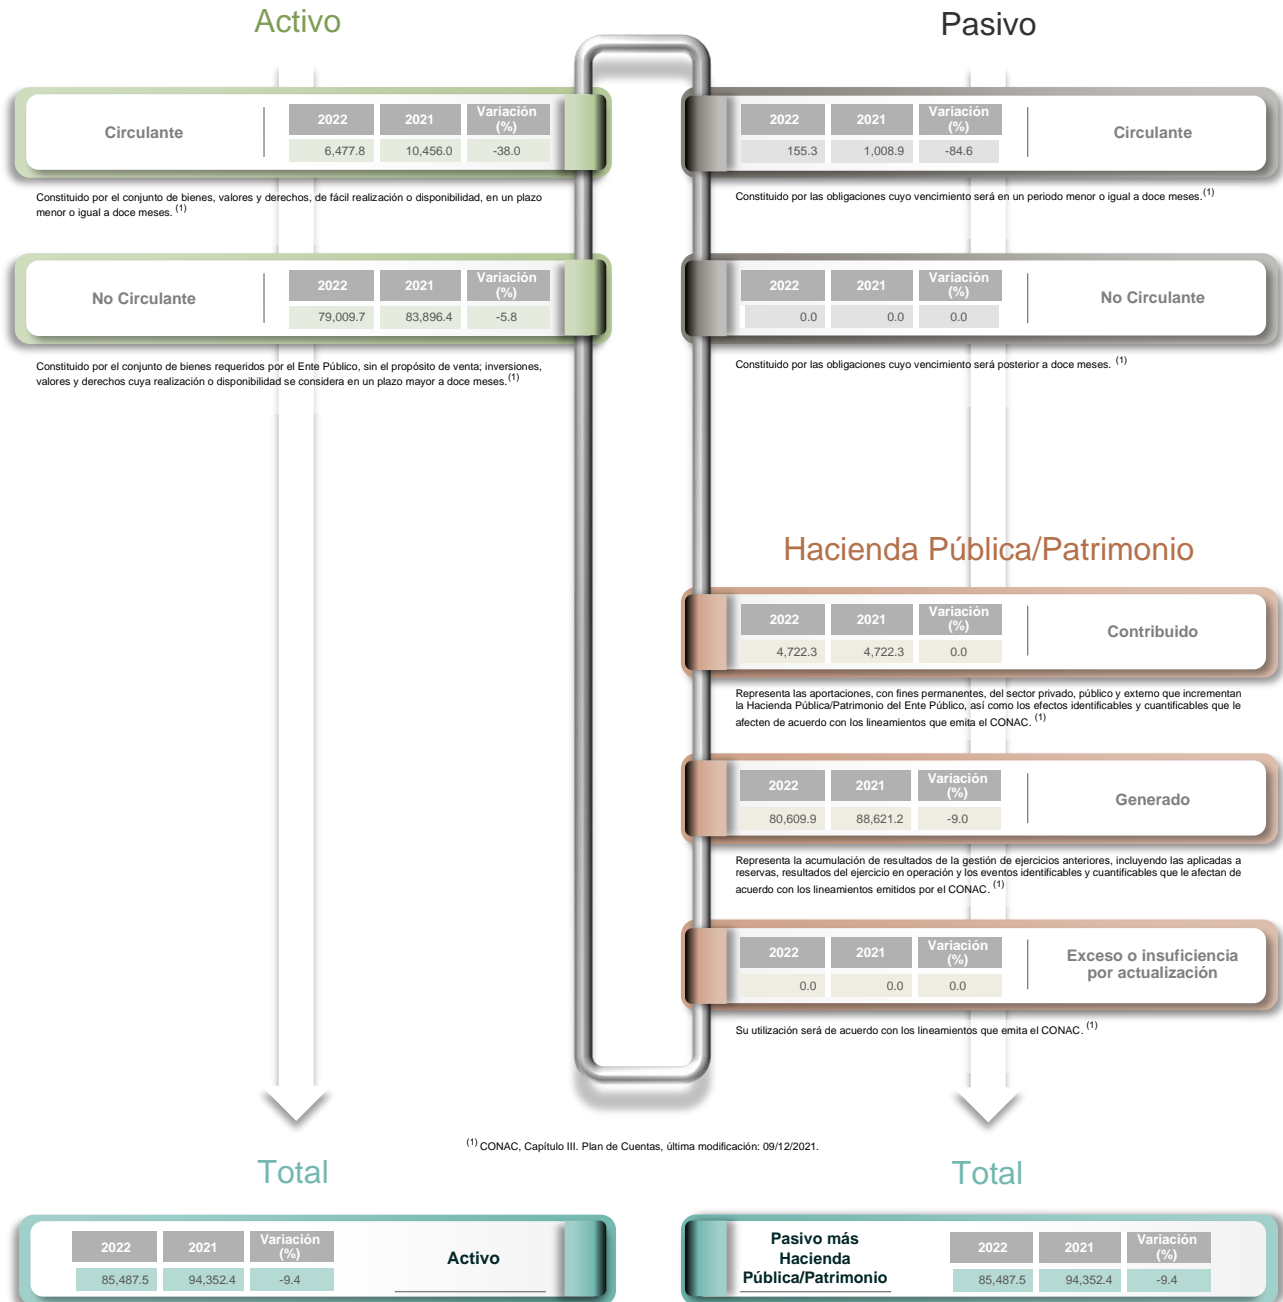 Activo
Circulante
2022 2021 Variación (%)
6,477.8 10,456.0 -38.0
Constituido por el conjunto de bienes, valores y derechos, de fácil realización o disponibilidad, en un plazo
menor o igual a doce meses. (1)
No Circulante
2022 2021 Variación (%)
79,009.7 83,896.4 -5.8
Constituido por el conjunto de bienes requeridos por el Ente Público, sin el propósito de venta; inversiones,
valores y derechos cuya realización o disponibilidad se considera en un plazo mayor a doce meses. (1)
Pasivo
2022 2021 Variación (%)
155.3 1,008.9 -84.6
Circulante
Constituido por las obligaciones cuyo vencimiento será en un periodo menor o igual a doce meses. (1)
2022 2021 Variación (%)
0.0 0.0 0.0
No Circulante
Constituido por las obligaciones cuyo vencimiento será posterior a doce meses. (1)
Hacienda Pública/Patrimonio
2022 2021 Variación (%)
4,722.3 4,722.3 0.0
Contribuido
Representa las aportaciones, con fines permanentes, del sector privado, público y externo que incrementan
la Hacienda Pública/Patrimonio del Ente Público, así como los efectos identificables y cuantificables que le
afecten de acuerdo con los lineamientos que emita el CONAC. (1)
2022 2021 Variación (%)
80,609.9 88,621.2 -9.0
Generado
Representa la acumulación de resultados de la gestión de ejercicios anteriores, incluyendo las aplicadas a
reservas, resultados del ejercicio en operación y los eventos identificables y cuantificables que le afectan de
acuerdo con los lineamientos emitidos por el CONAC. (1)
2022 2021 Variación (%)
0.0 0.0 0.0
Exceso o insuficiencia
por actualización
Su utilización será de acuerdo con los lineamientos que emita el CONAC. (1)
(1) CONAC, Capítulo III. Plan de Cuentas, última modificación: 09/12/2021.
Total
2022 2021 Variación (%)
85,487.5 94,352.4 -9.4
Activo
Total
Pasivo más
Hacienda
Pública/Patrimonio
2022 2021 Variación (%)
85,487.5 94,352.4 -9.4